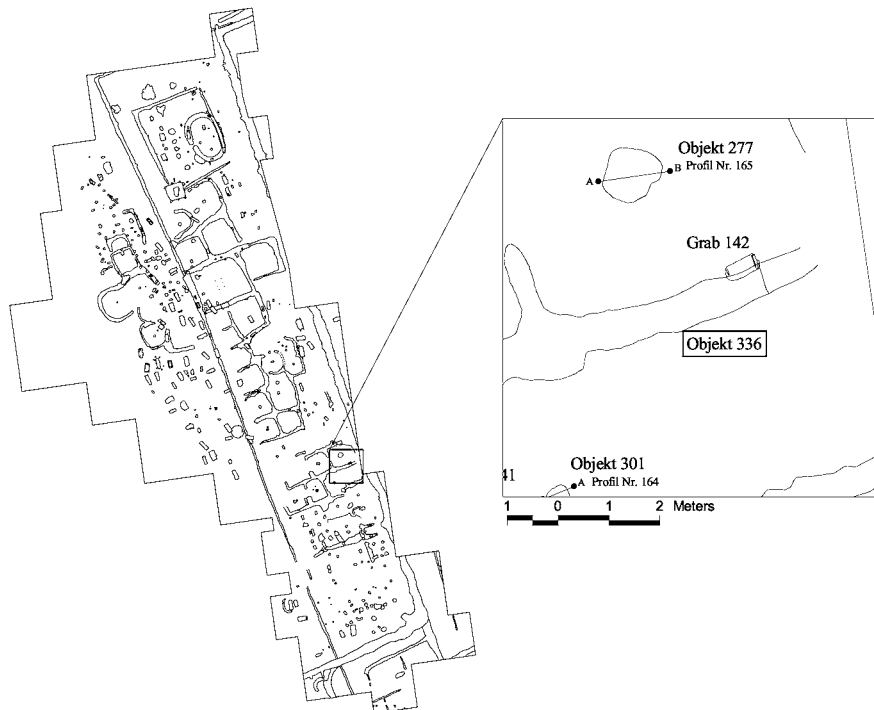 Objekt 277
A
B
Profil Nr. 165
Grab 142
Objekt 336
Objekt 301
41
A
Profil Nr. 164
1 0 1 2 Meters